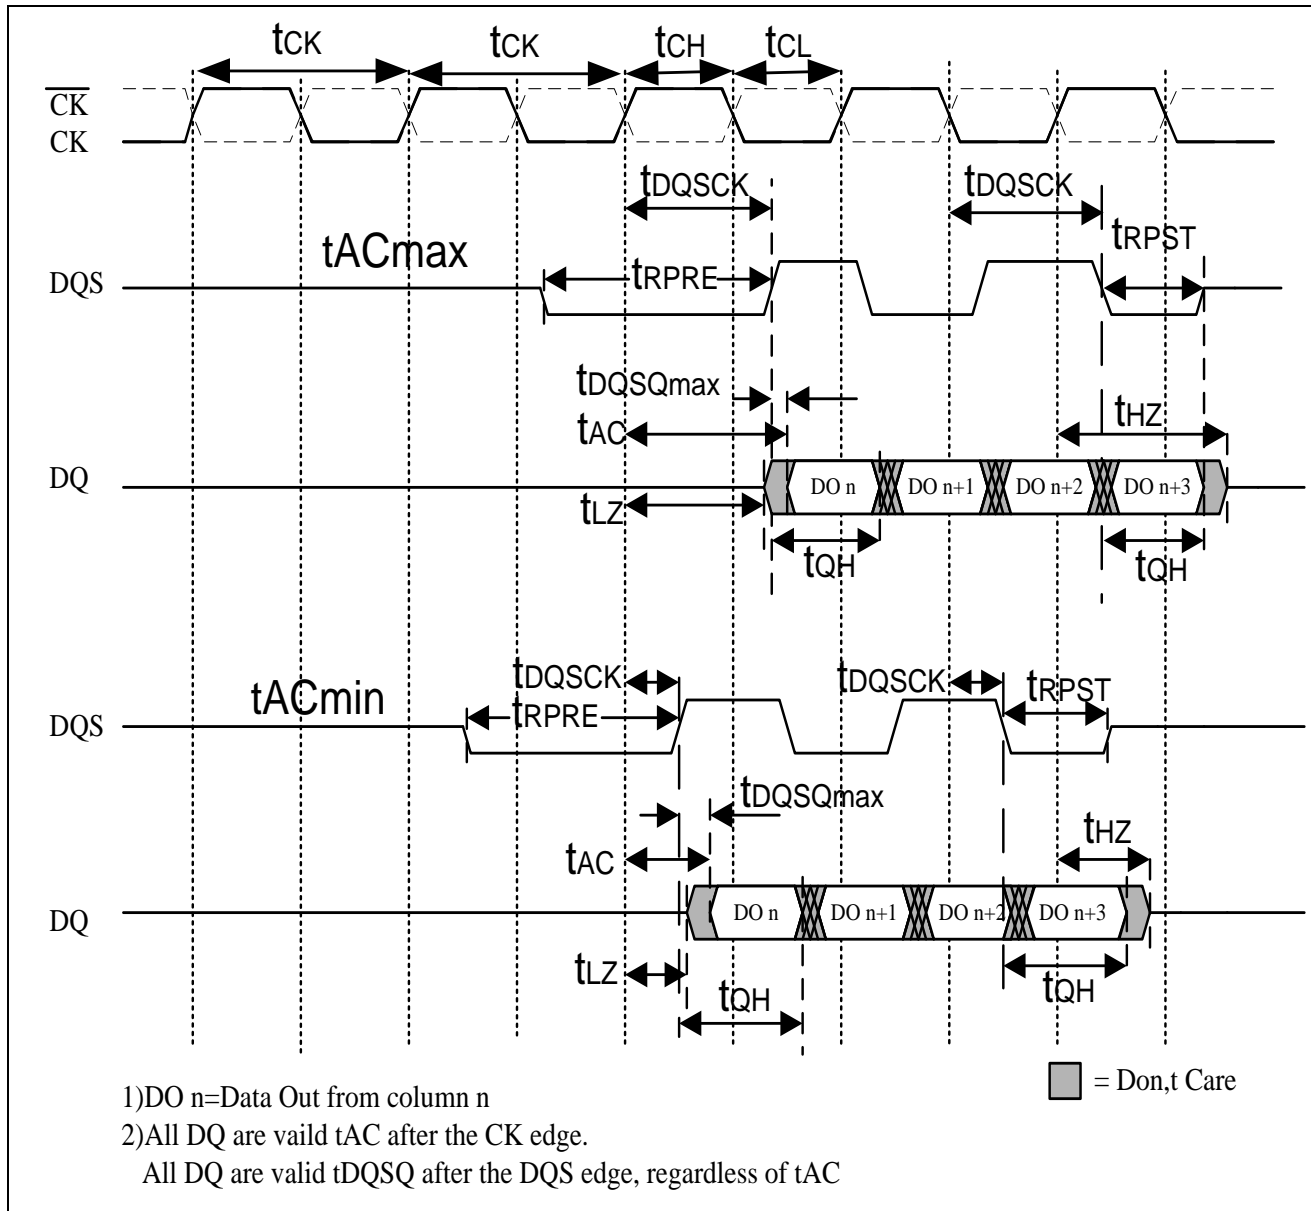 tCK tCK tCH tCL
CK
CK
tDQSCK tDQSCK
tACmax tRPST
DQS tRPRE
tDQSQmax
tAC tHZ
DQ DO n DO n+1 DO n+2 DO n+3
tLZ
tQH tQH
tDQSCK tDQSCK
tACmin tRPRE tRPST
DQS
tDQSQmax
tAC tHZ
DQ DO n DO n+1 DO n+2 DO n+3
tLZ
tQH tQH
= Don,t Care
1)DO n=Data Out from column n
2)All DQ are vaild tAC after the CK edge.
All DQ are valid tDQSQ after the DQS edge, regardless of tAC